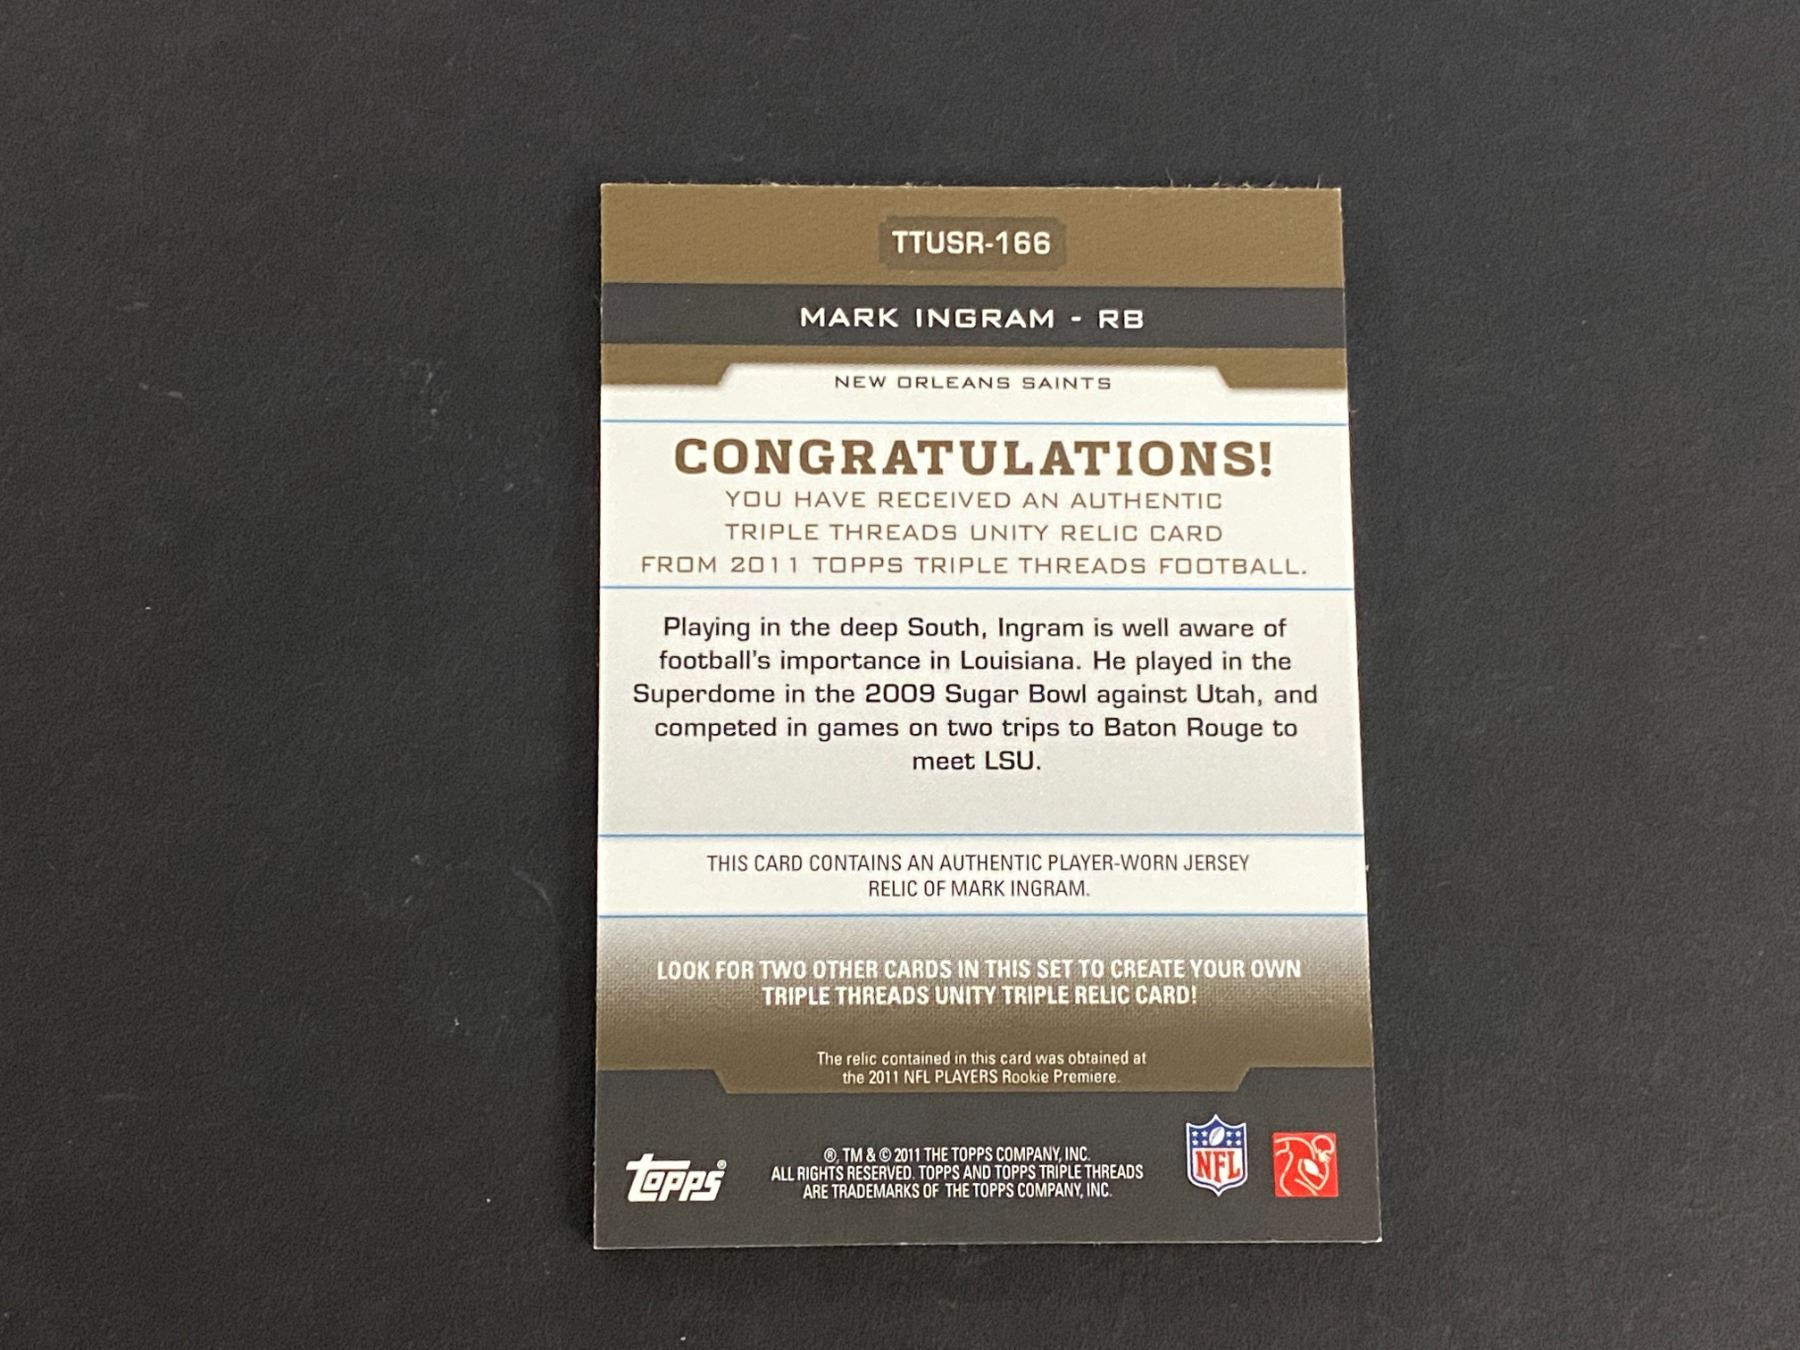 TTUSR-166
MARK INGRAM - RB
NEW ORLEANS SAINTS
CONGRATULATIONS!
YOU HAVE RECEIVED AN AUTHENTIC
TRIPLE THREADS UNITY RELIC CARD
FROM 2011 TOPPS TRIPLE THREADS FOOTBALL.
Playing in the deep South, Ingram is well aware of
football's importance in Louisiana. He played in the
Superdome in the 2009 Sugar Bowl against Utah, and
competed in games on two trips to Baton Rouge to
meet LSU.
THIS CARD CONTAINS AN AUTHENTIC PLAYER-WORN JERSEY
RELIC OF MARK INGRAM.
LOOK FOR TWO OTHER CARDS IN THIS SET TO CREATE YOUR OWN
TRIPLE THREADS UNITY TRIPLE RELIC CARD!
The relic contained in this card was obtained at
the 2011 NFL PLAYERS Rookie Premiere.
topps®
®, TM & © 2011 THE TOPPS COMPANY, INC.
ALL RIGHTS RESERVED. TOPPS AND TOPPS TRIPLE THREADS
ARE TRADEMARKS OF THE TOPPS COMPANY, INC.
NFL